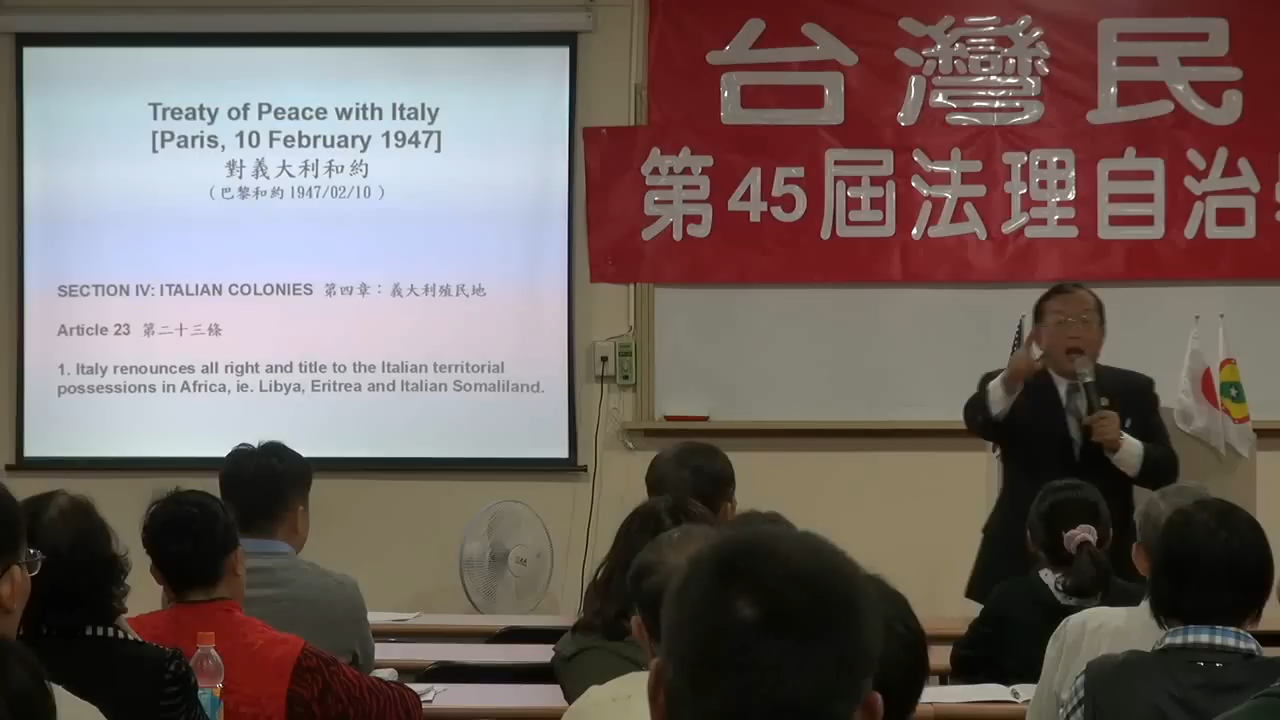 Treaty of Peace with Italy
[Paris, 10 February 1947]
對義大利和約
(巴黎和約 1947/02/10 )
SECTION IV: ITALIAN COLONIES 第四章：義大利殖民地
Article 23 第二十三條
1. Italy renounces all right and title to the Italian territorial
possessions in Africa, ie. Libya, Eritrea and Italian Somaliland.
台灣民
第45屆法理自治